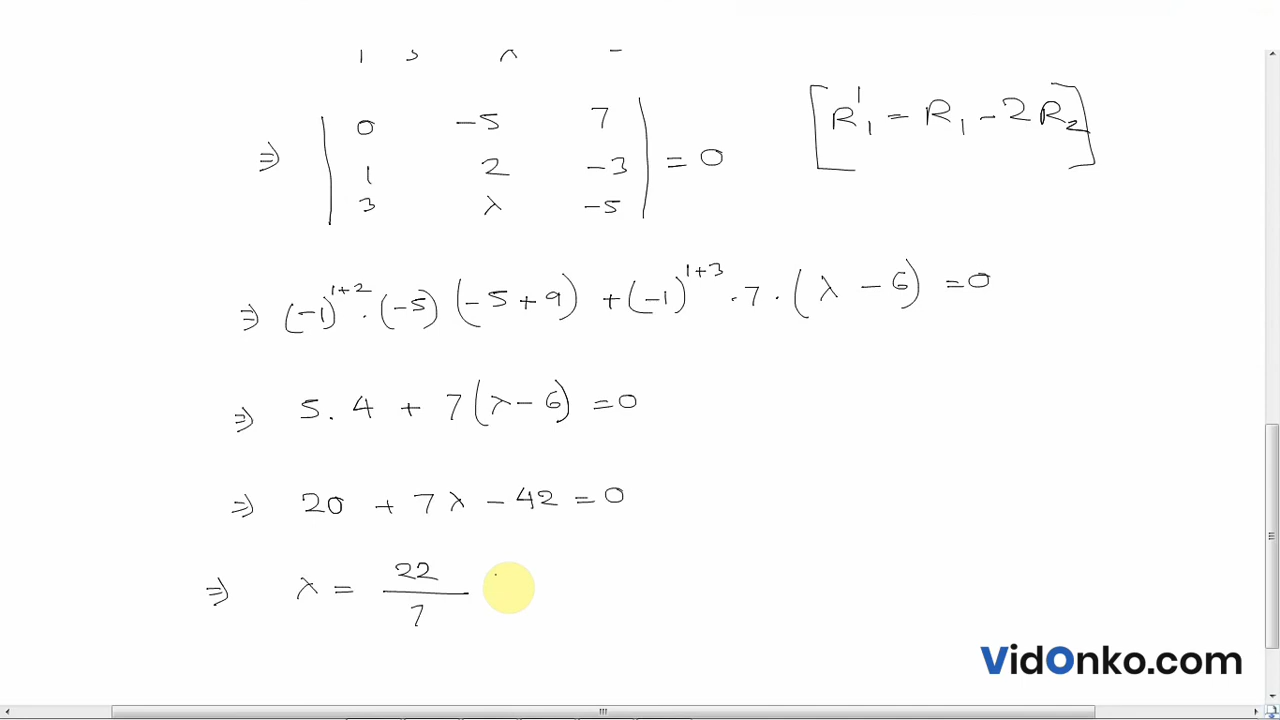 ⇒ | 0 -5 7 |
| 1 2 -3 | = 0 [R₁' = R₁ - 2R₂]
| 3 λ -5 |
⇒ (-1)¹⁺² . (-5) (-5 + 9) + (-1)¹⁺³ . 7 . (λ - 6) = 0
⇒ 5 . 4 + 7(λ - 6) = 0
⇒ 20 + 7λ - 42 = 0
⇒ λ = 22/7
VidOnko.com